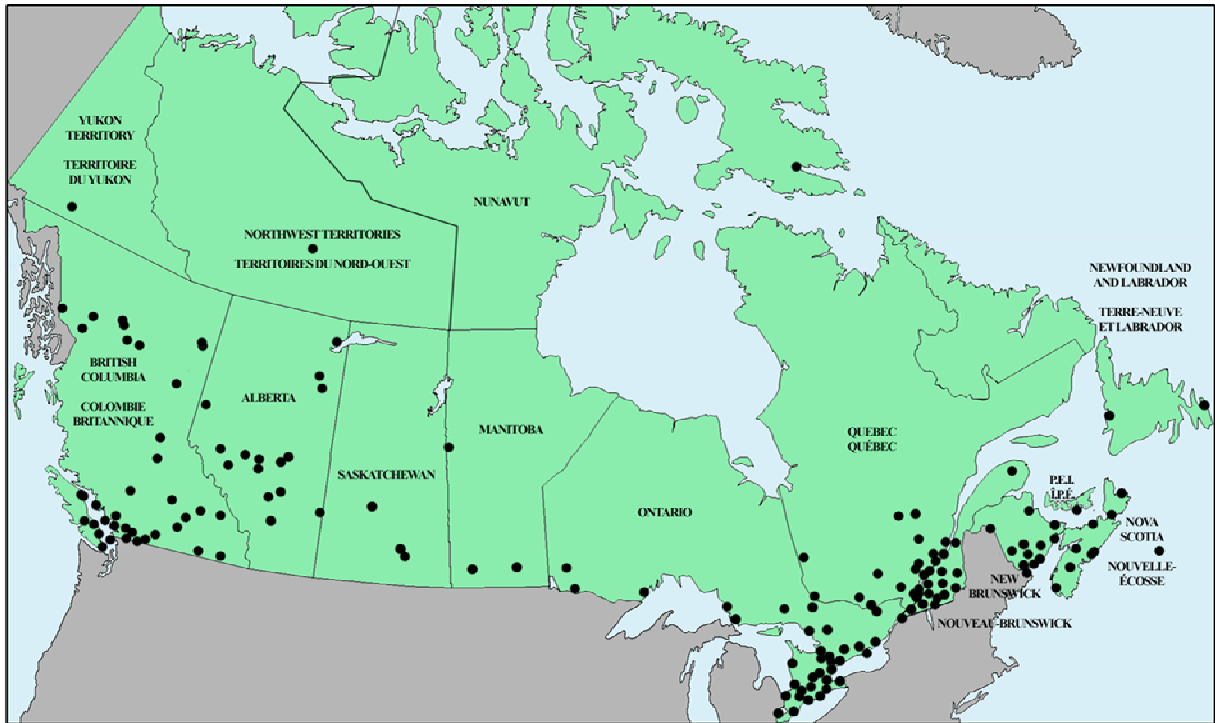 YUKON
TERRITORY
TERRITOIRE
DU YUKON
NUNAVUT
NORTHWEST TERRITORIES
TERRITOIRES DU NORD-OUEST
NEWFOUNDLAND
AND LABRADOR
TERRE-NEUVE
ET LABRADOR
BRITISH
COLUMBIA
COLOMBIE
BRITANNIQUE
ALBERTA
SASKATCHEWAN
MANITOBA
ONTARIO
QUEBEC
QUÉBEC
P.E.I.
Î.P.É.
NOVA
SCOTIA
NOUVELLE-
ÉCOSSE
NEW
BRUNSWICK
NOUVEAU-BRUNSWICK